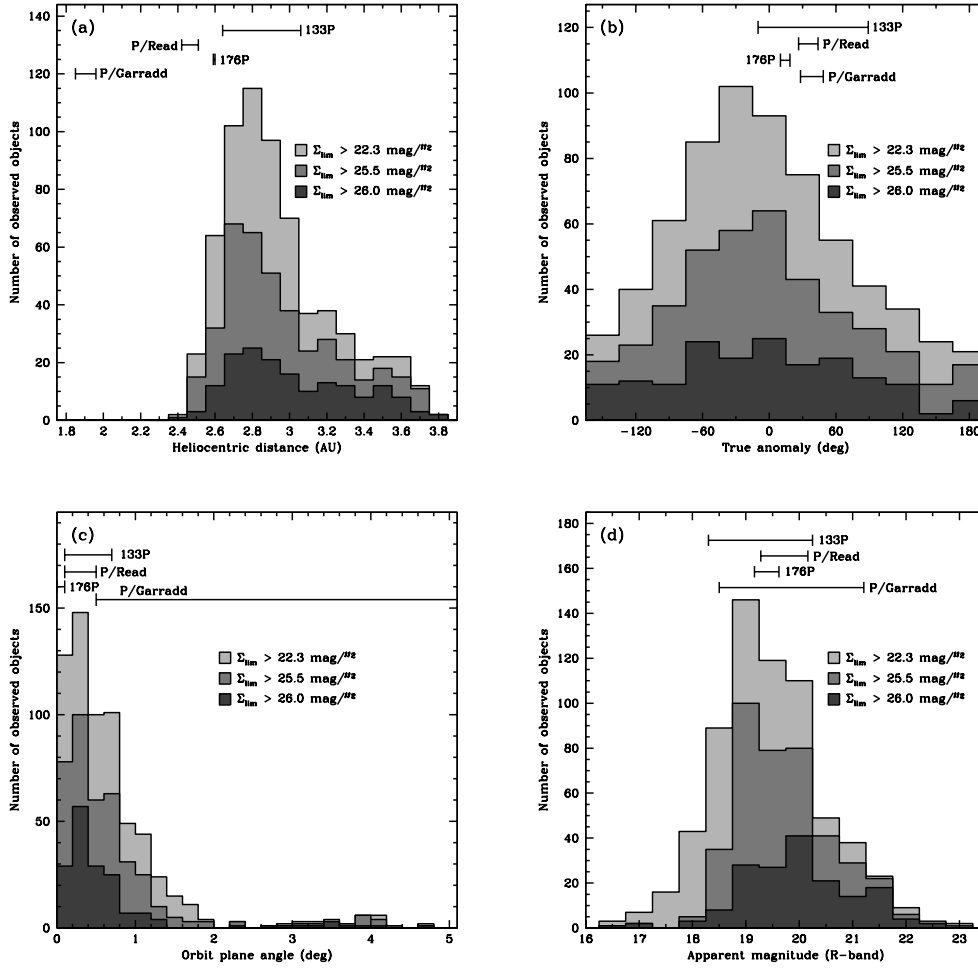 (a)
133P
P/Read
176P
P/Garradd
Σlim > 22.3 mag/"2
Σlim > 25.5 mag/"2
Σlim > 26.0 mag/"2
Number of observed objects
0
20
40
60
80
100
120
140
1.8
2
2.2
2.4
2.6
2.8
3
3.2
3.4
3.6
3.8
Heliocentric distance (AU)
(b)
133P
P/Read
176P
P/Garradd
Σlim > 22.3 mag/"2
Σlim > 25.5 mag/"2
Σlim > 26.0 mag/"2
Number of observed objects
0
20
40
60
80
100
120
-120
-60
0
60
120
180
True anomaly (deg)
(c)
133P
P/Read
176P
P/Garradd
Σlim > 22.3 mag/"2
Σlim > 25.5 mag/"2
Σlim > 26.0 mag/"2
Number of observed objects
0
50
100
150
0
1
2
3
4
5
Orbit plane angle (deg)
(d)
133P
P/Read
176P
P/Garradd
Σlim > 22.3 mag/"2
Σlim > 25.5 mag/"2
Σlim > 26.0 mag/"2
Number of observed objects
0
20
40
60
80
100
120
140
160
180
16
17
18
19
20
21
22
23
Apparent magnitude (R-band)